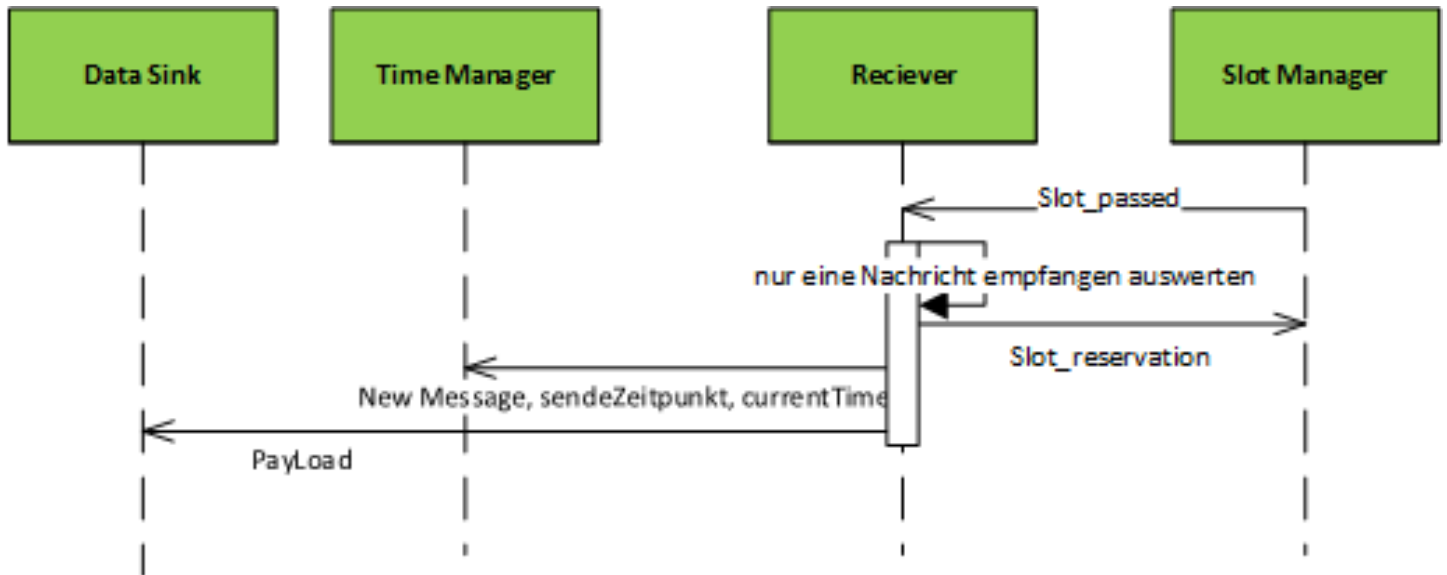 Data Sink
Time Manager
Reciever
Slot Manager
Slot_passed
nur eine Nachricht empfangen auswerten
Slot_reservation
New Message, sendeZeitpunkt, currentTime
PayLoad